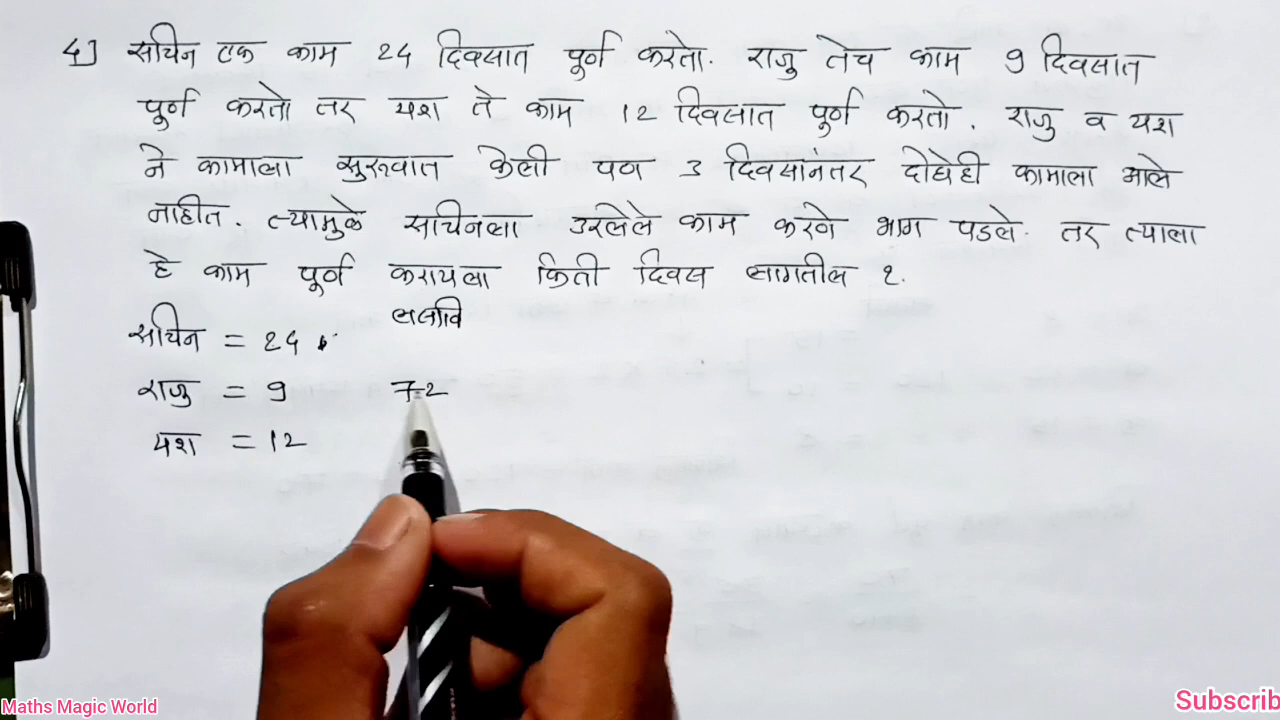 4] सचिन एक काम 24 दिवसात पूर्ण करतो. राजु तेच काम 9 दिवसात
पूर्ण करतो तर यश ते काम 12 दिवसात पूर्ण करतो. राजु व यश
ने कामाला सुरूवात केली पण 3 दिवसांनंतर दोघेही कामाला आले
नाहीत. त्यामुळे सचिनला उरलेले काम करणे भाग पडले. तर त्याला
हे काम पूर्ण करायला किती दिवस लागतील ?.
लसावि
सचिन = 24
राजु = 9 72
यश = 12
Maths Magic World
Subscrib